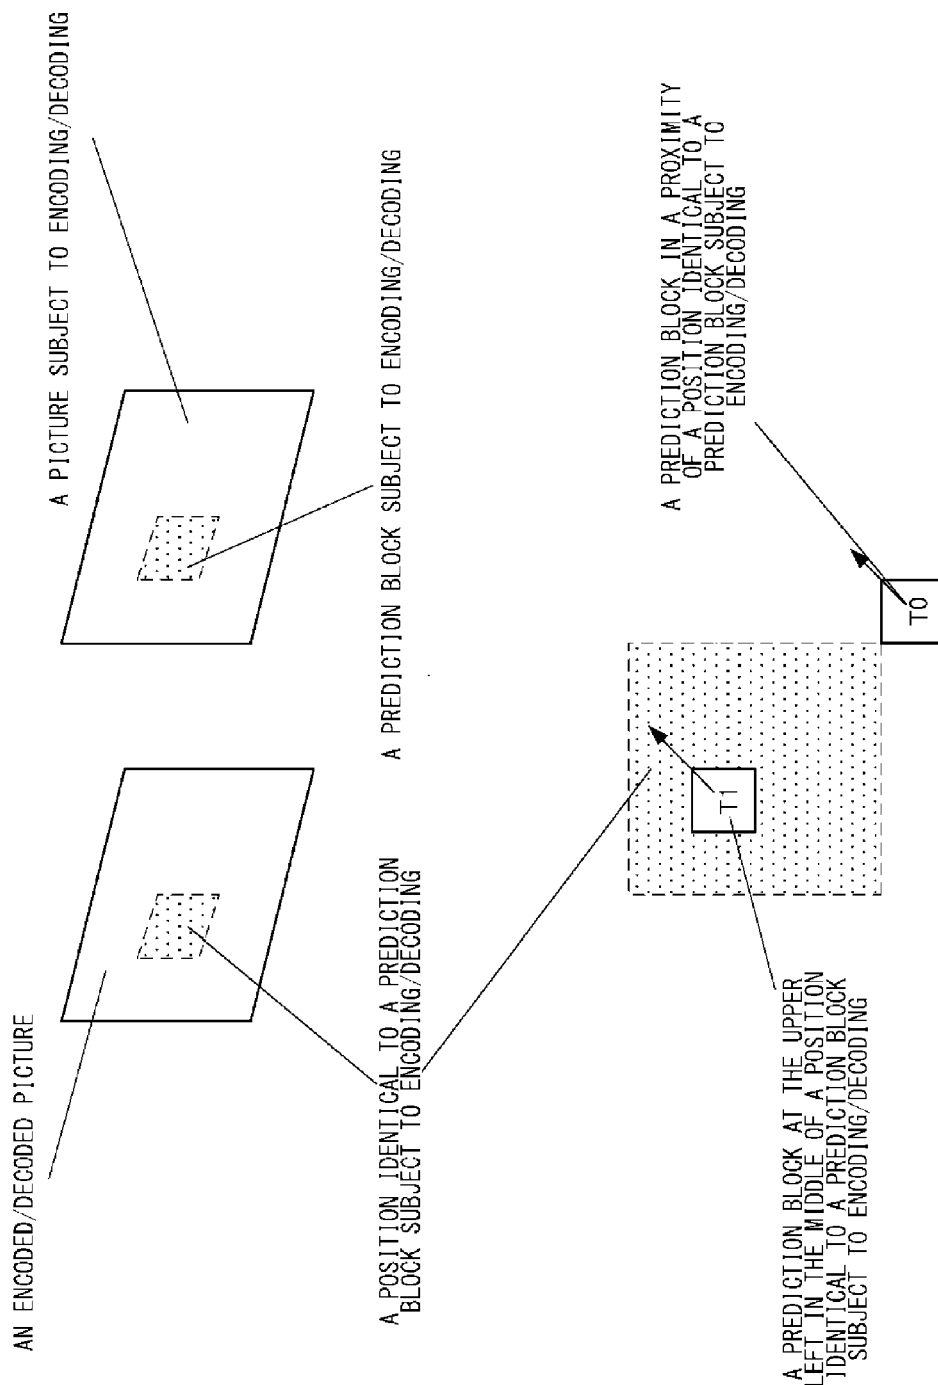 AN ENCODED/DECODED PICTURE
A PICTURE SUBJECT TO ENCODING/DECODING
A POSITION IDENTICAL TO A PREDICTION
BLOCK SUBJECT TO ENCODING/DECODING
A PREDICTION BLOCK SUBJECT TO ENCODING/DECODING
A PREDICTION BLOCK AT THE UPPER
LEFT IN THE MIDDLE OF A POSITION
IDENTICAL TO A PREDICTION BLOCK
SUBJECT TO ENCODING/DECODING
T1
T0
A PREDICTION BLOCK IN A PROXIMITY
OF A POSITION IDENTICAL TO A
PREDICTION BLOCK SUBJECT TO
ENCODING/DECODING